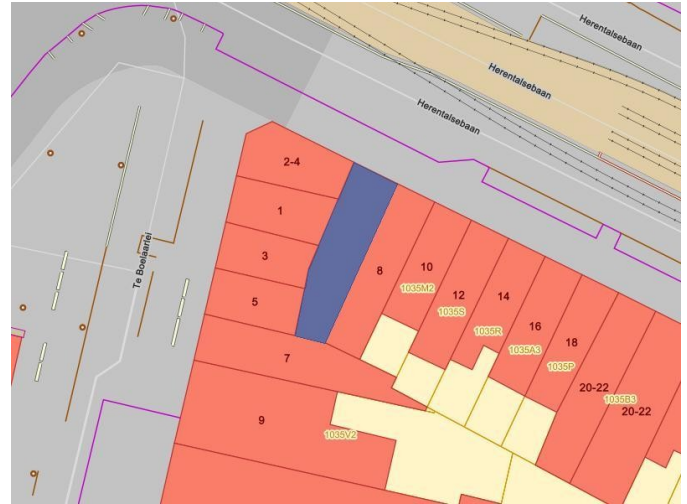 Herentalsebaan
Herentalsebaan
Herentalsebaan
2-4
1
3
5
7
9
Te Boelaarlei
8
10
1035M2
12
1035S
14
1035R
16
1035A3
18
1035P
20-22
1035B3
20-22
1035V2